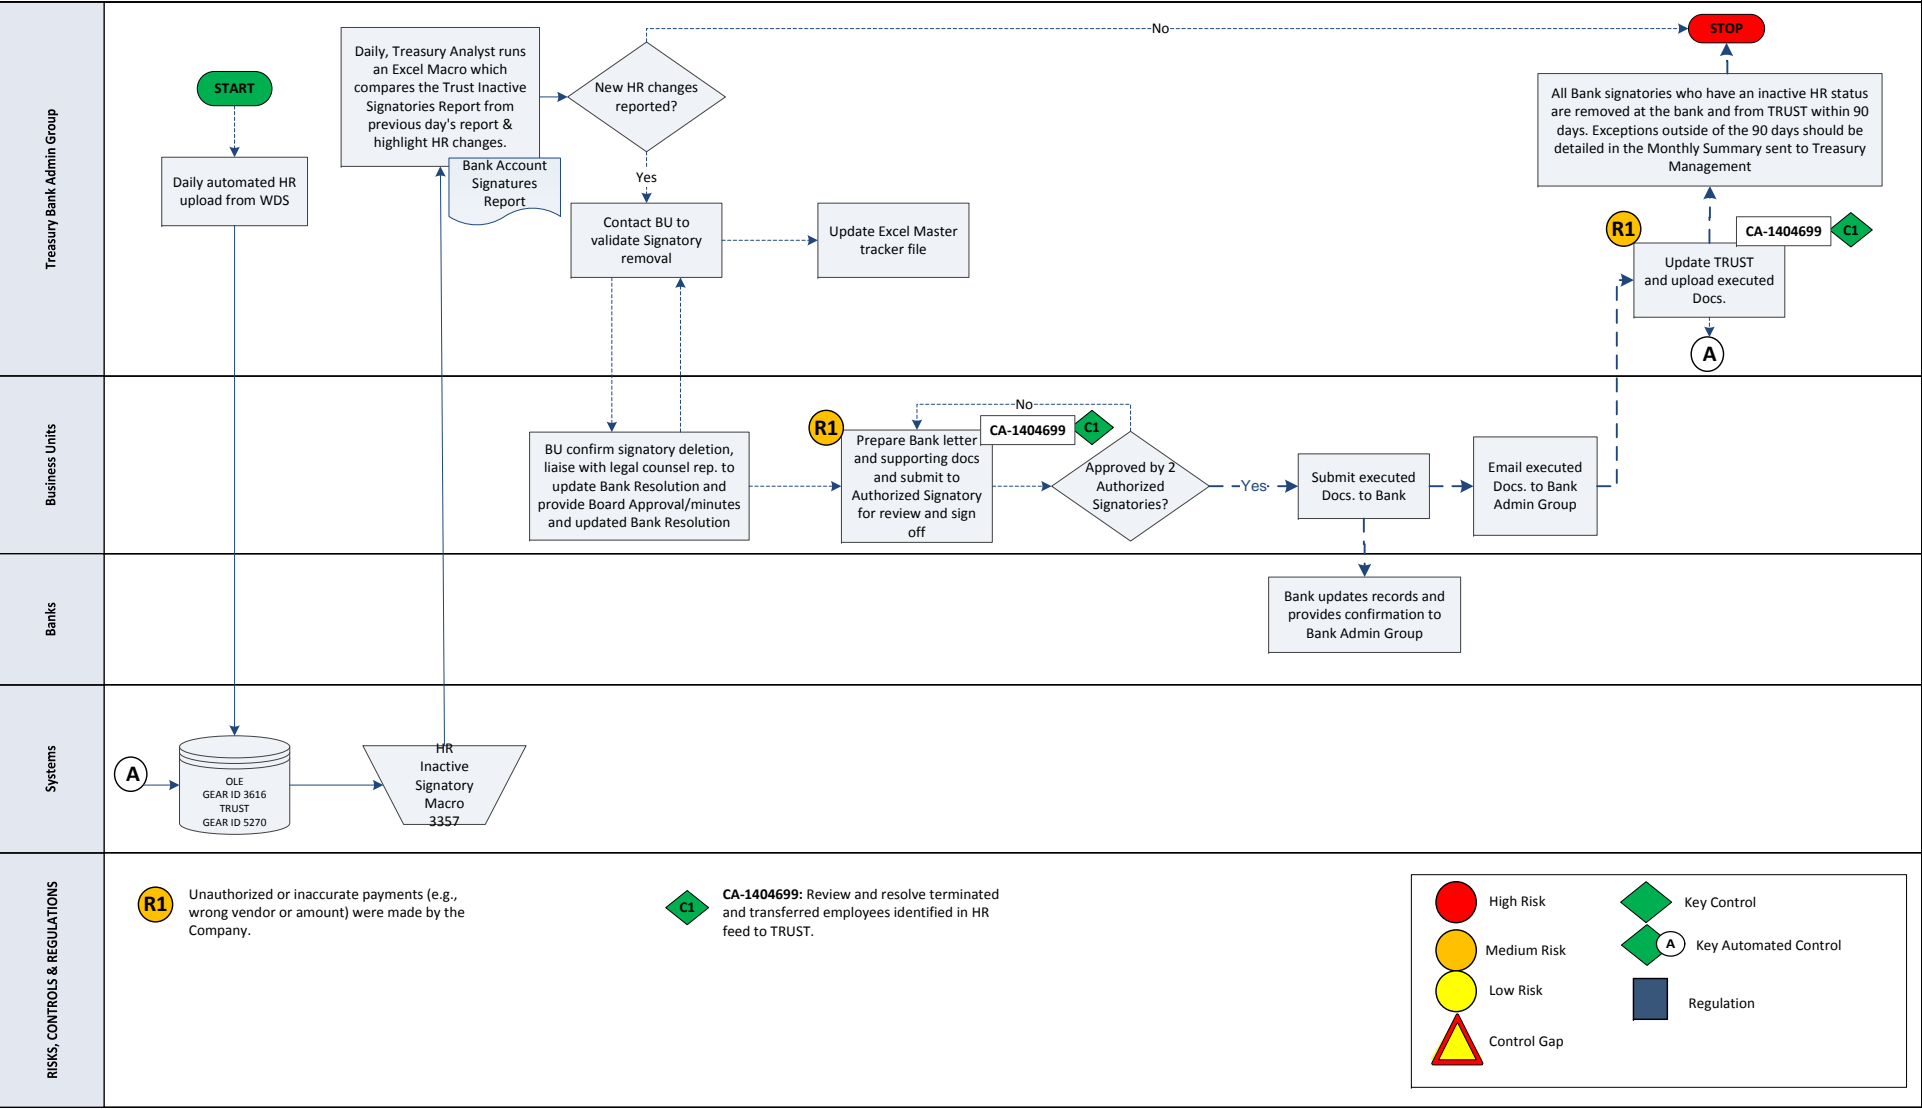 Treasury Bank Admin Group
START
Daily automated HR
upload from WDS
Daily, Treasury Analyst runs
an Excel Macro which
compares the Trust Inactive
Signatories Report from
previous day's report &
highlight HR changes.
Bank Account
Signatures
Report
New HR changes
reported?
No
Yes
Contact BU to
validate Signatory
removal
Update Excel Master
tracker file
STOP
All Bank signatories who have an inactive HR status
are removed at the bank and from TRUST within 90
days. Exceptions outside of the 90 days should be
detailed in the Monthly Summary sent to Treasury
Management
R1
CA-1404699
C1
Update TRUST
and upload executed
Docs.
A
Business Units
BU confirm signatory deletion,
liaise with legal counsel rep. to
update Bank Resolution and
provide Board Approval/minutes
and updated Bank Resolution
R1
Prepare Bank letter
and supporting docs
and submit to
Authorized Signatory
for review and sign
off
No
CA-1404699
C1
Approved by 2
Authorized
Signatories?
Yes
Submit executed
Docs. to Bank
Email executed
Docs. to Bank
Admin Group
Banks
Bank updates records and
provides confirmation to
Bank Admin Group
Systems
A
OLE
GEAR ID 3616
TRUST
GEAR ID 5270
HR
Inactive
Signatory
Macro
3357
RISKS, CONTROLS & REGULATIONS
R1
Unauthorized or inaccurate payments (e.g.,
wrong vendor or amount) were made by the
Company.
C1
CA-1404699: Review and resolve terminated
and transferred employees identified in HR
feed to TRUST.
High Risk
Medium Risk
Low Risk
Control Gap
Key Control
A
Key Automated Control
Regulation